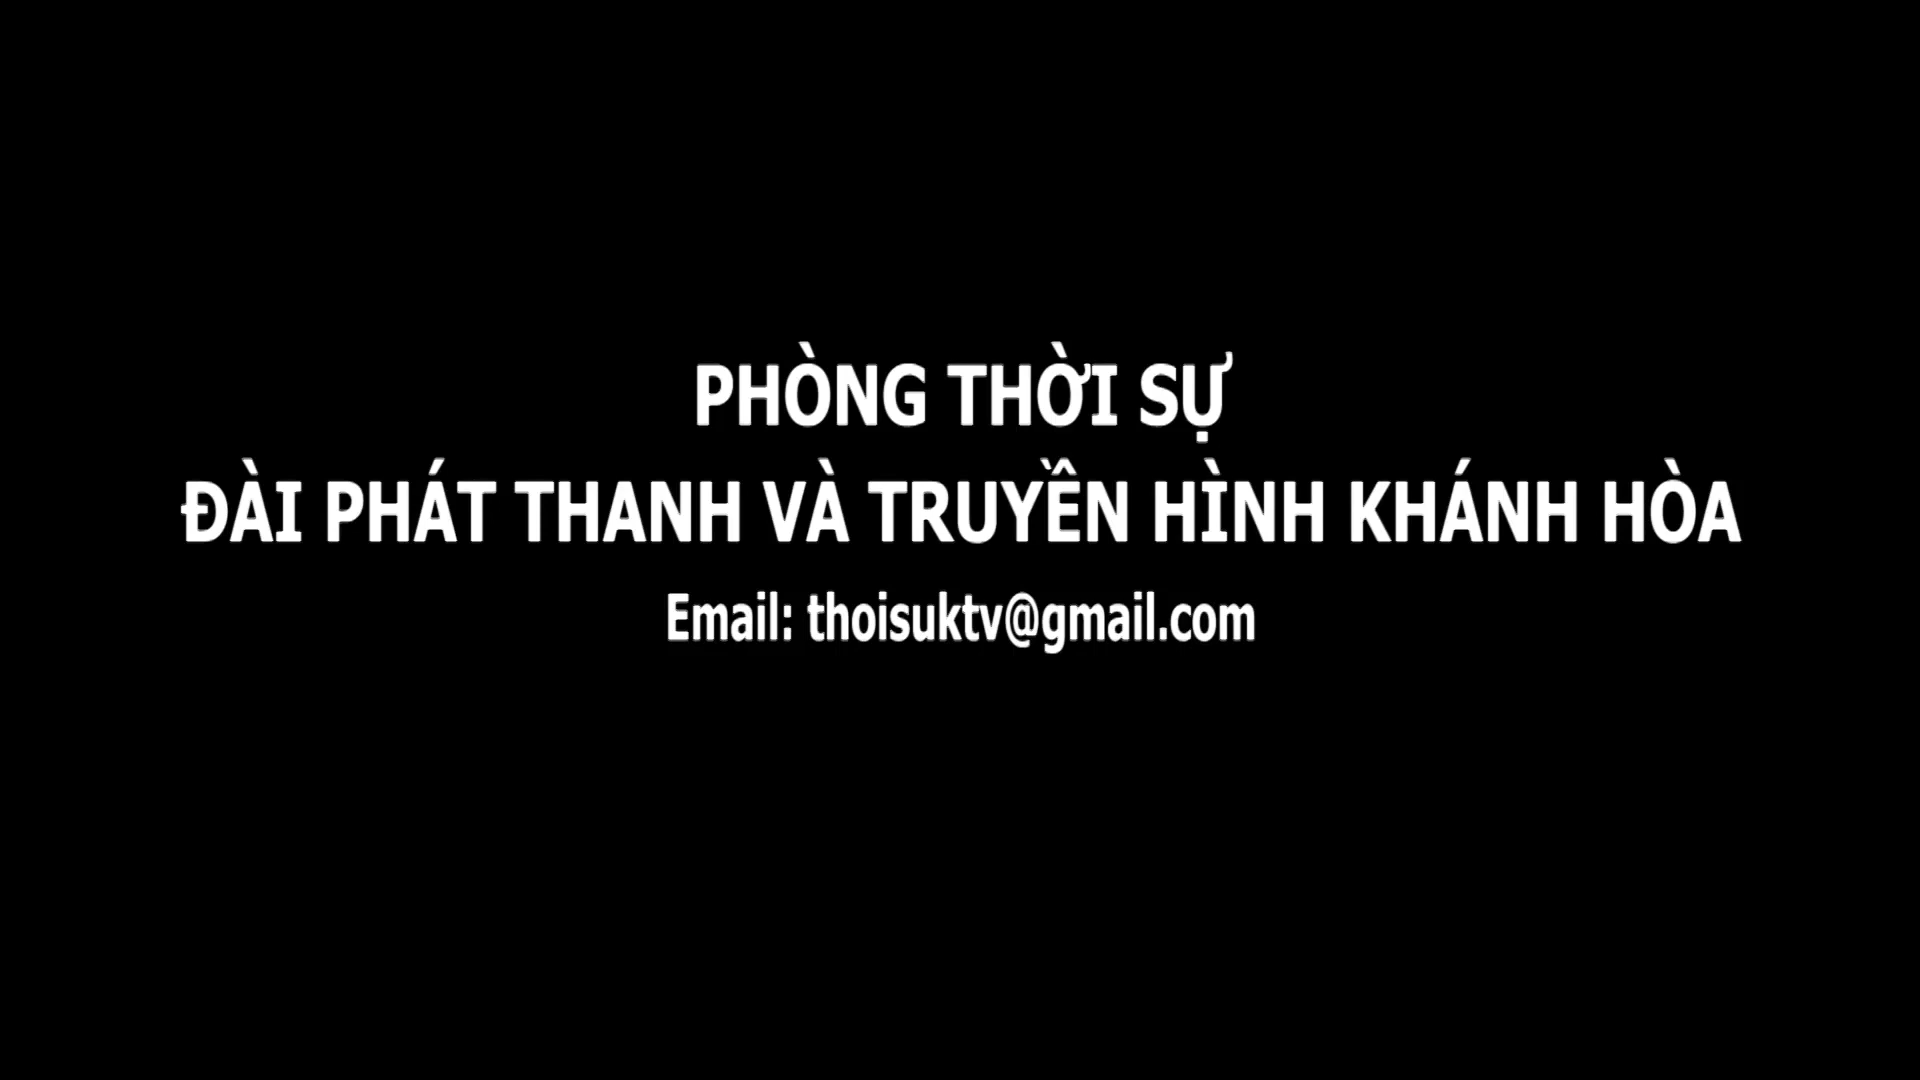 PHÒNG THỜI SỰ
ĐÀI PHÁT THANH VÀ TRUYỀN HÌNH KHÁNH HÒA
Email: thoisuktv@gmail.com